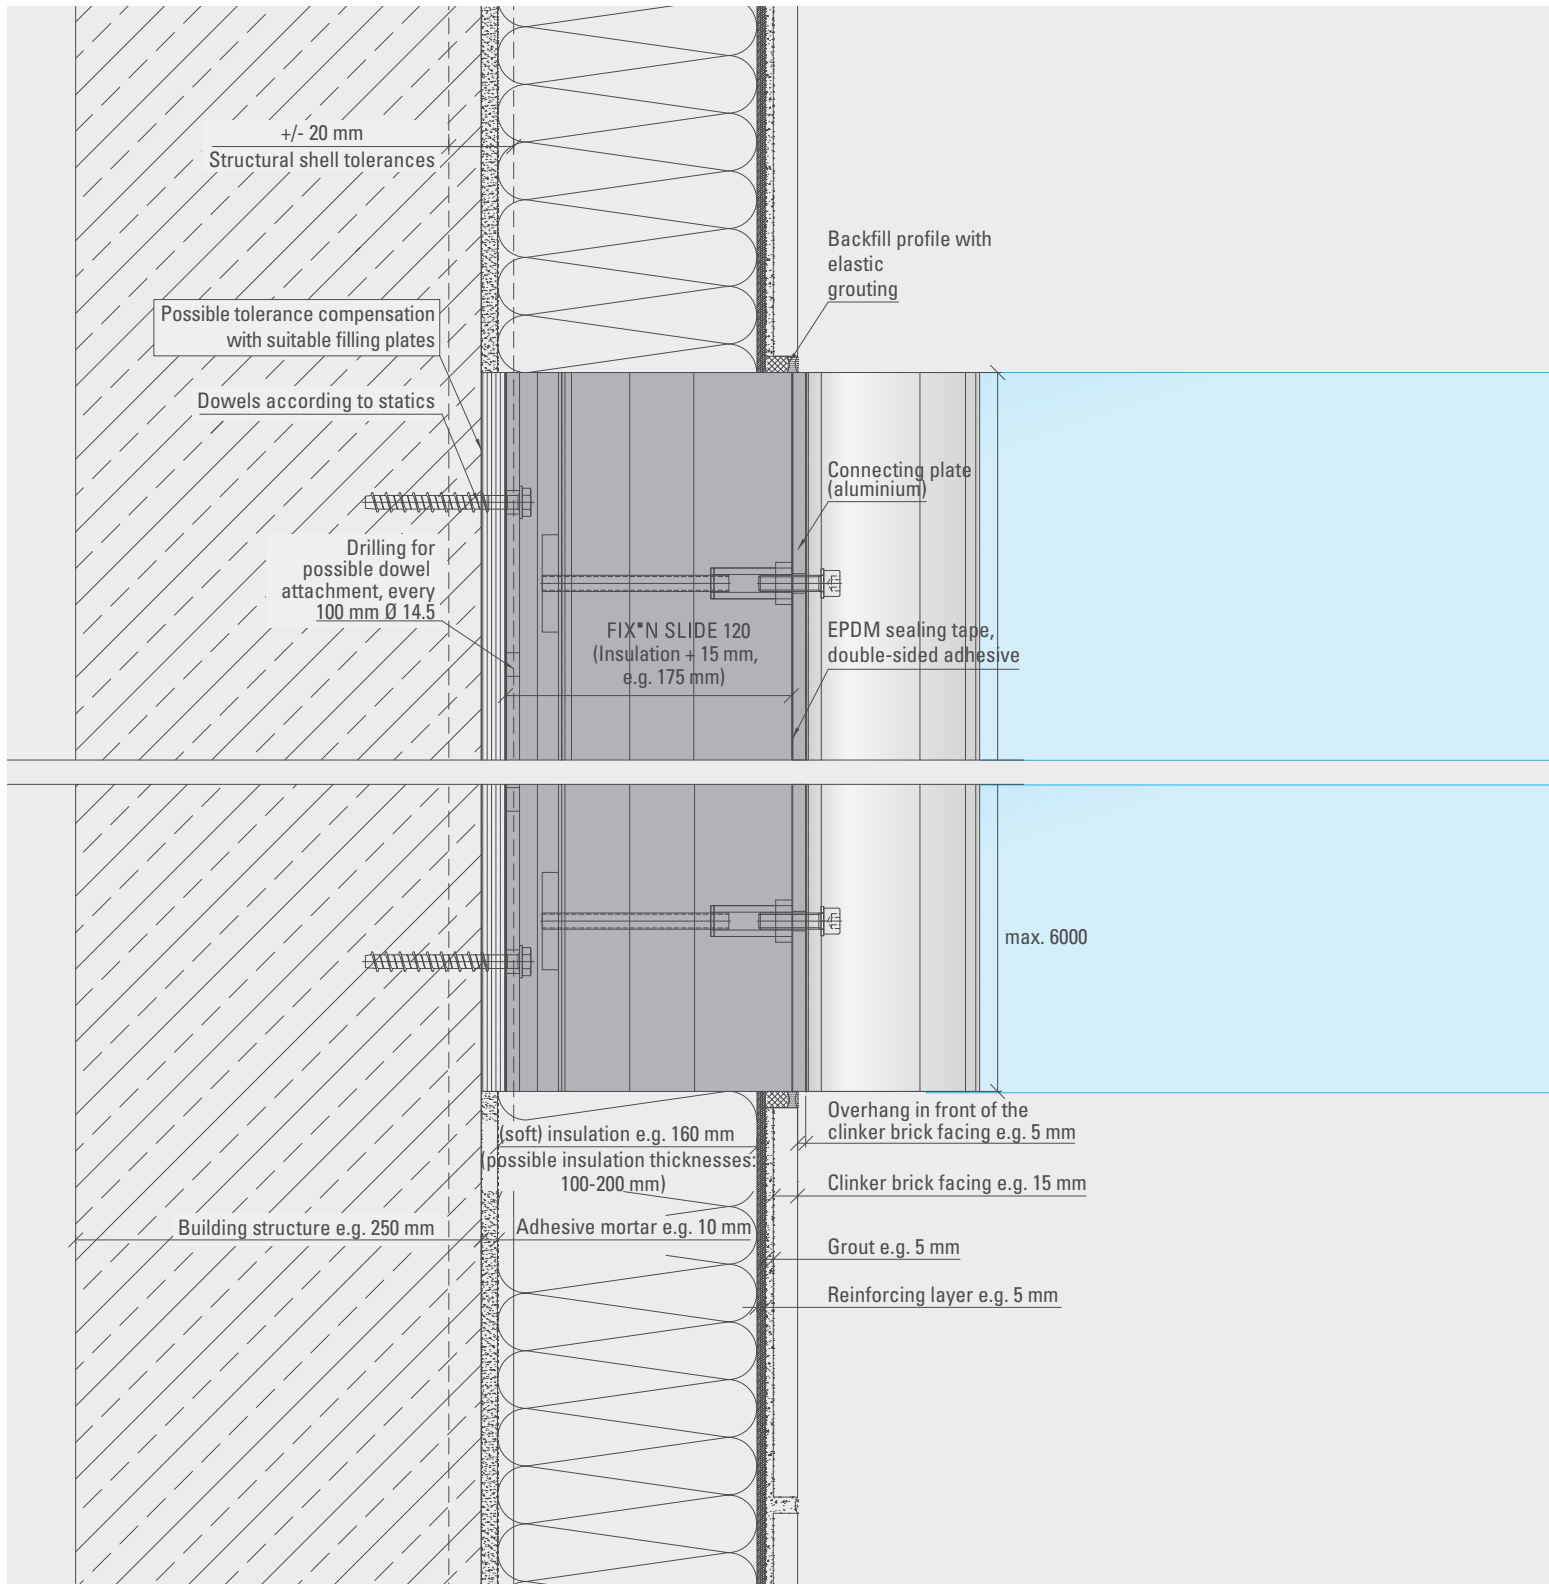 +/- 20 mm
Structural shell tolerances
Backfill profile with
elastic
grouting
Possible tolerance compensation
with suitable filling plates
Dowels according to statics
Connecting plate
(aluminium)
Drilling for
possible dowel
attachment, every
100 mm Ø 14.5
FIX■N SLIDE 120
(Insulation + 15 mm,
e.g. 175 mm)
EPDM sealing tape,
double-sided adhesive
max. 6000
Overhang in front of the
clinker brick facing e.g. 5 mm
(soft) insulation e.g. 160 mm
(possible insulation thicknesses:
100-200 mm)
Clinker brick facing e.g. 15 mm
Building structure e.g. 250 mm
Adhesive mortar e.g. 10 mm
Grout e.g. 5 mm
Reinforcing layer e.g. 5 mm